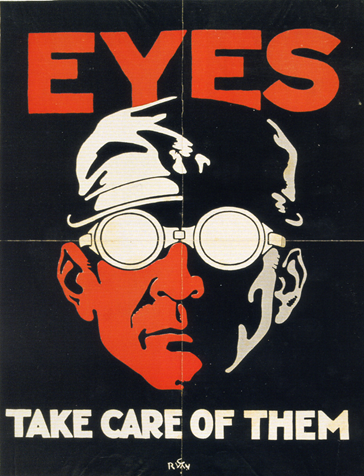 EYES
TAKE CARE OF THEM